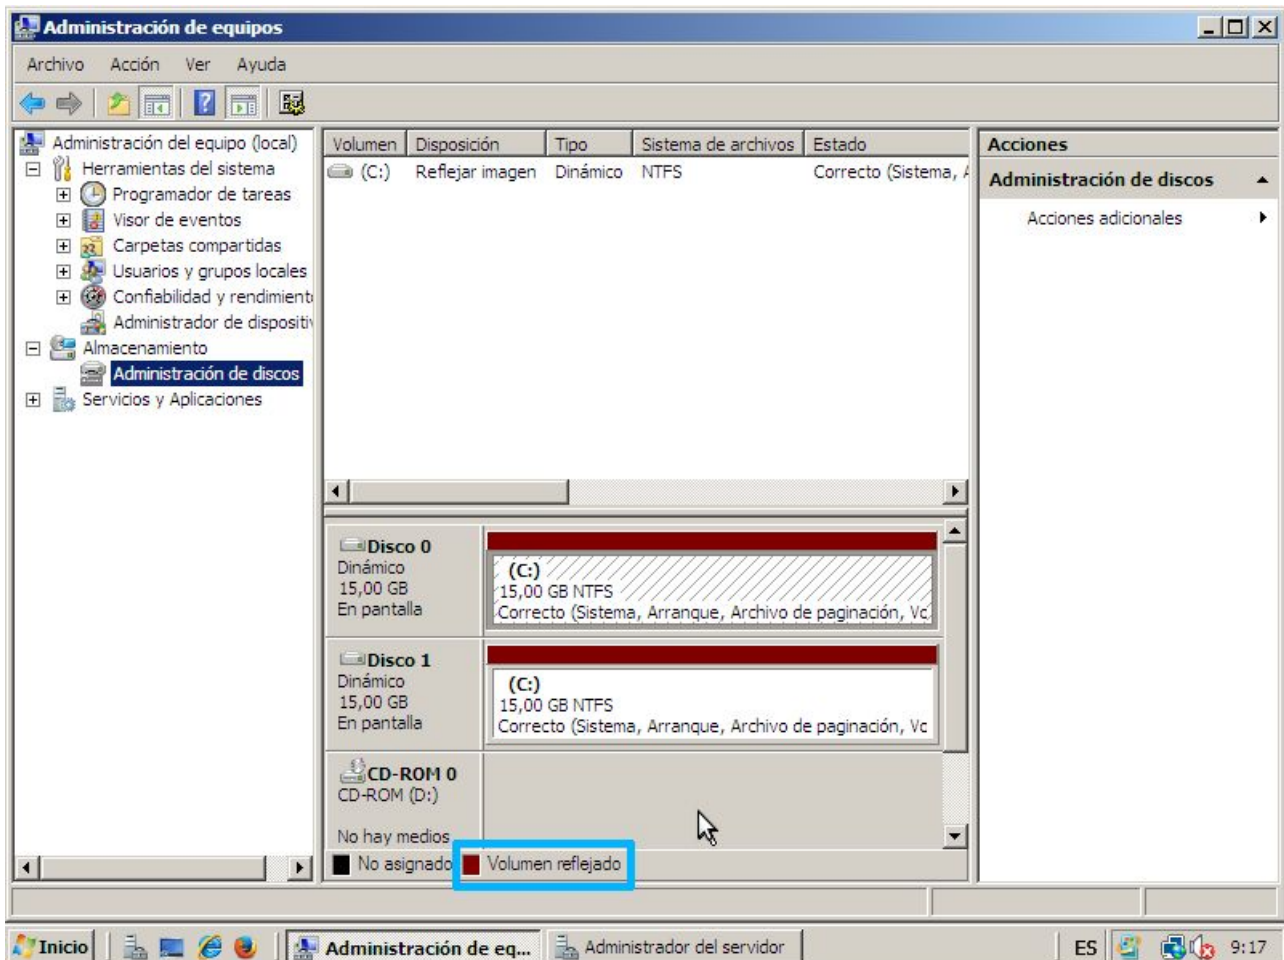 Administración de equipos
Archivo Acción Ver Ayuda
Administración del equipo (local)
Herramientas del sistema
Programador de tareas
Visor de eventos
Carpetas compartidas
Usuarios y grupos locales
Confiabilidad y rendimient
Administrador de dispositiv
Almacenamiento
Administración de discos
Servicios y Aplicaciones
Volumen Disposición Tipo Sistema de archivos Estado
(C:) Reflejar imagen Dinámico NTFS Correcto (Sistema, A
Disco 0
Dinámico
15,00 GB
En pantalla
(C:)
15,00 GB NTFS
Correcto (Sistema, Arranque, Archivo de paginación, Vc
Disco 1
Dinámico
15,00 GB
En pantalla
(C:)
15,00 GB NTFS
Correcto (Sistema, Arranque, Archivo de paginación, Vc
CD-ROM 0
CD-ROM (D:)
No hay medios
No asignado Volumen reflejado
Acciones
Administración de discos
Acciones adicionales
Inicio Administración de eq... Administrador del servidor ES 9:17